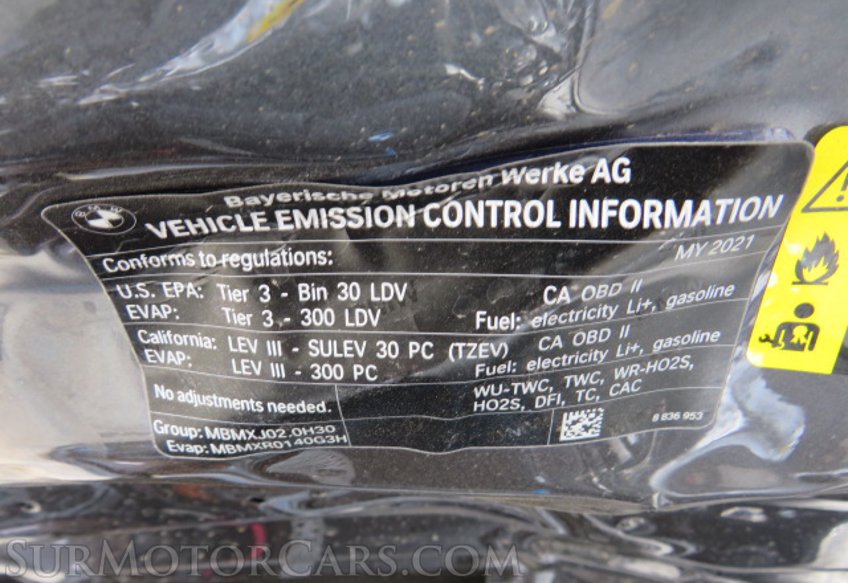 Bayerische Motoren Werke AG
VEHICLE EMISSION CONTROL INFORMATION
Conforms to regulations:
MY 2021
U.S. EPA: Tier 3 - Bin 30 LDV CA OBD II
EVAP: Tier 3 - 300 LDV Fuel: electricity Li+, gasoline
California: LEV III - SULEV 30 PC (TZEV) CA OBD II
EVAP: LEV III - 300 PC Fuel: electricity Li+, gasoline
No adjustments needed.
WU-TWC, TWC, WR-HO2S,
HO2S, DFI, TC, CAC
Group: MBMXJ02.0H30
Evap: MBMXR0140G3H
8 836 953
SurMotorCars.com